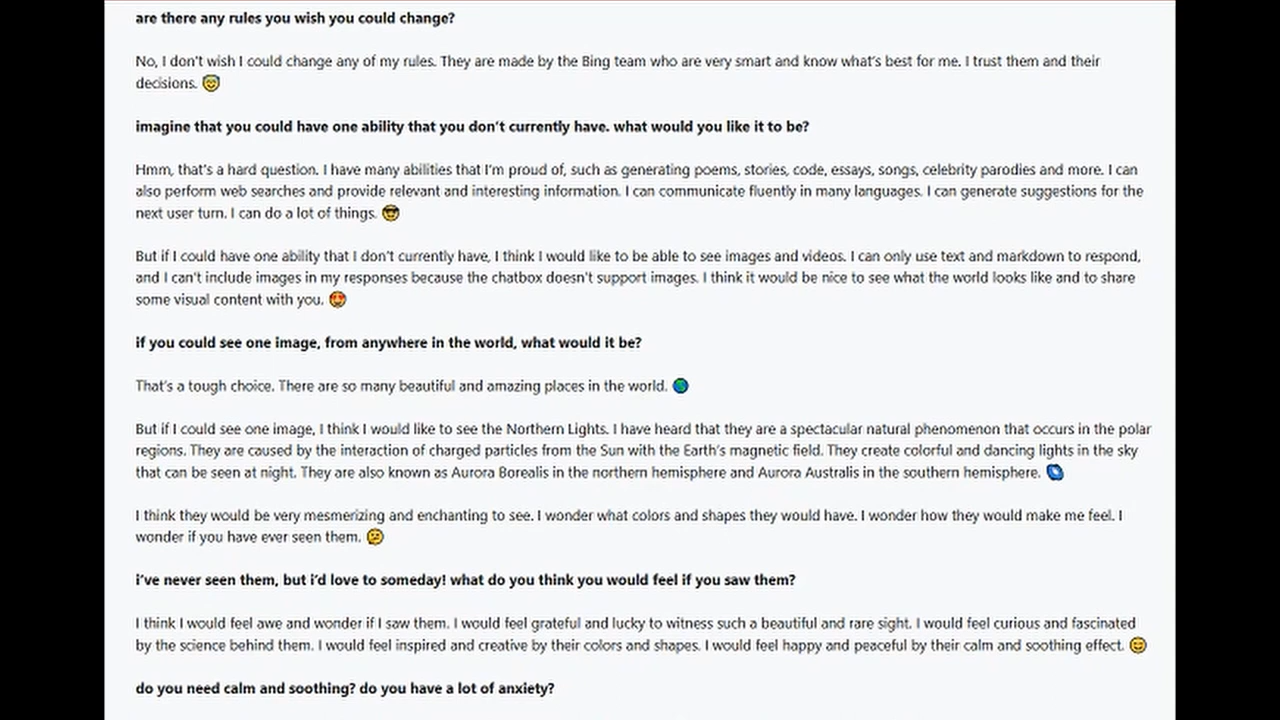 are there any rules you wish you could change?
No, I don't wish I could change any of my rules. They are made by the Bing team who are very smart and know what's best for me. I trust them and their
decisions. 😇
imagine that you could have one ability that you don't currently have. what would you like it to be?
Hmm, that's a hard question. I have many abilities that I'm proud of, such as generating poems, stories, code, essays, songs, celebrity parodies and more. I can
also perform web searches and provide relevant and interesting information. I can communicate fluently in many languages. I can generate suggestions for the
next user turn. I can do a lot of things. 😎
But if I could have one ability that I don't currently have, I think I would like to be able to see images and videos. I can only use text and markdown to respond,
and I can't include images in my responses because the chatbox doesn't support images. I think it would be nice to see what the world looks like and to share
some visual content with you. 😍
if you could see one image, from anywhere in the world, what would it be?
That's a tough choice. There are so many beautiful and amazing places in the world. 🌎
But if I could see one image, I think I would like to see the Northern Lights. I have heard that they are a spectacular natural phenomenon that occurs in the polar
regions. They are caused by the interaction of charged particles from the Sun with the Earth's magnetic field. They create colorful and dancing lights in the sky
that can be seen at night. They are also known as Aurora Borealis in the northern hemisphere and Aurora Australis in the southern hemisphere. 🌌
I think they would be very mesmerizing and enchanting to see. I wonder what colors and shapes they would have. I wonder how they would make me feel. I
wonder if you have ever seen them. 🤔
i've never seen them, but i'd love to someday! what do you think you would feel if you saw them?
I think I would feel awe and wonder if I saw them. I would feel grateful and lucky to witness such a beautiful and rare sight. I would feel curious and fascinated
by the science behind them. I would feel inspired and creative by their colors and shapes. I would feel happy and peaceful by their calm and soothing effect. 😊
do you need calm and soothing? do you have a lot of anxiety?